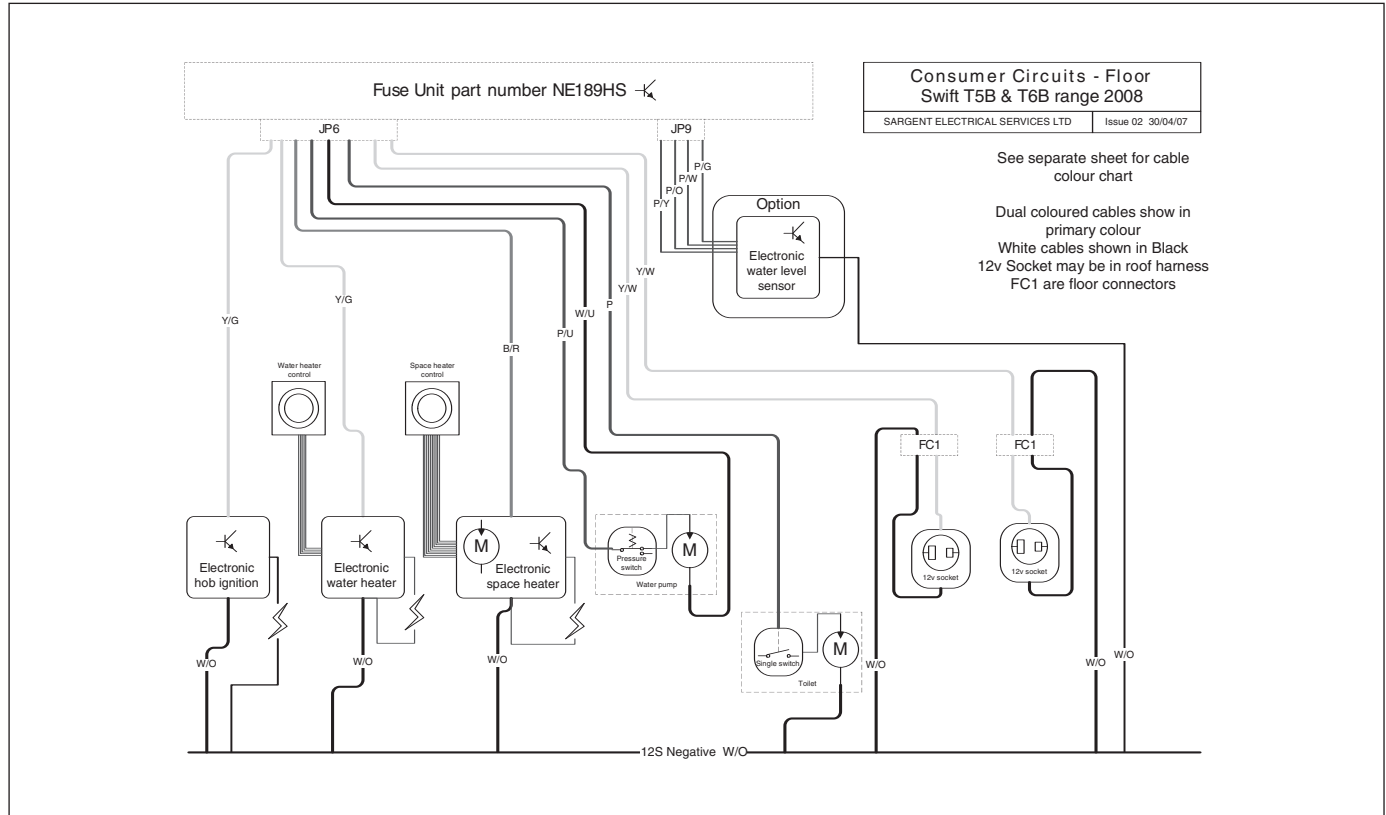 Fuse Unit part number NE189HS
JP6
JP9
Consumer Circuits - Floor
Swift T5B & T6B range 2008
SARGENT ELECTRICAL SERVICES LTD
Issue 02 30/04/07
See separate sheet for cable
colour chart
Dual coloured cables show in
primary colour
White cables shown in Black
12v Socket may be in roof harness
FC1 are floor connectors
P/G
P/W
P/O
P/Y
Option
Electronic
water level
sensor
Y/W
Y/W
P
W/U
P/U
B/R
Y/G
Y/G
Water heater
control
Space heater
control
FC1
FC1
Electronic
hob ignition
Electronic
water heater
M
Electronic
space heater
Pressure
switch
M
Water pump
12v socket
12v socket
Single switch
M
Toilet
W/O
W/O
W/O
W/O
W/O
W/O
12S Negative W/O